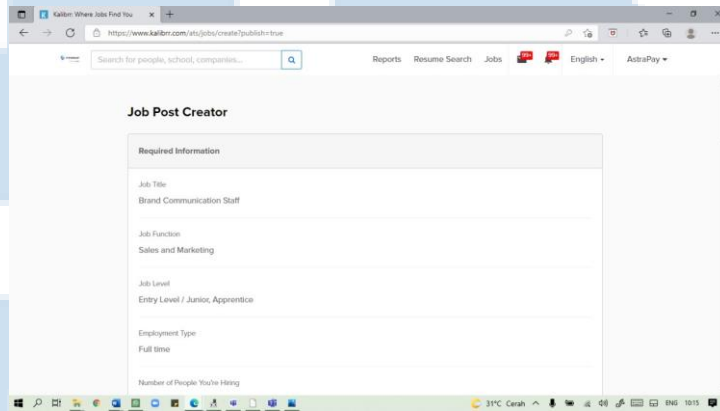 Kalibrr: Where Jobs Find You
https://www.kalibrr.com/ats/jobs/create?publish=true
Search for people, school, companies...
Reports Resume Search Jobs 99+ 99+ English AstraPay
Job Post Creator
Required Information
Job Title
Brand Communication Staff
Job Function
Sales and Marketing
Job Level
Entry Level / Junior, Apprentice
Employment Type
Full time
Number of People You're Hiring
31°C Cerah ENG 10:15